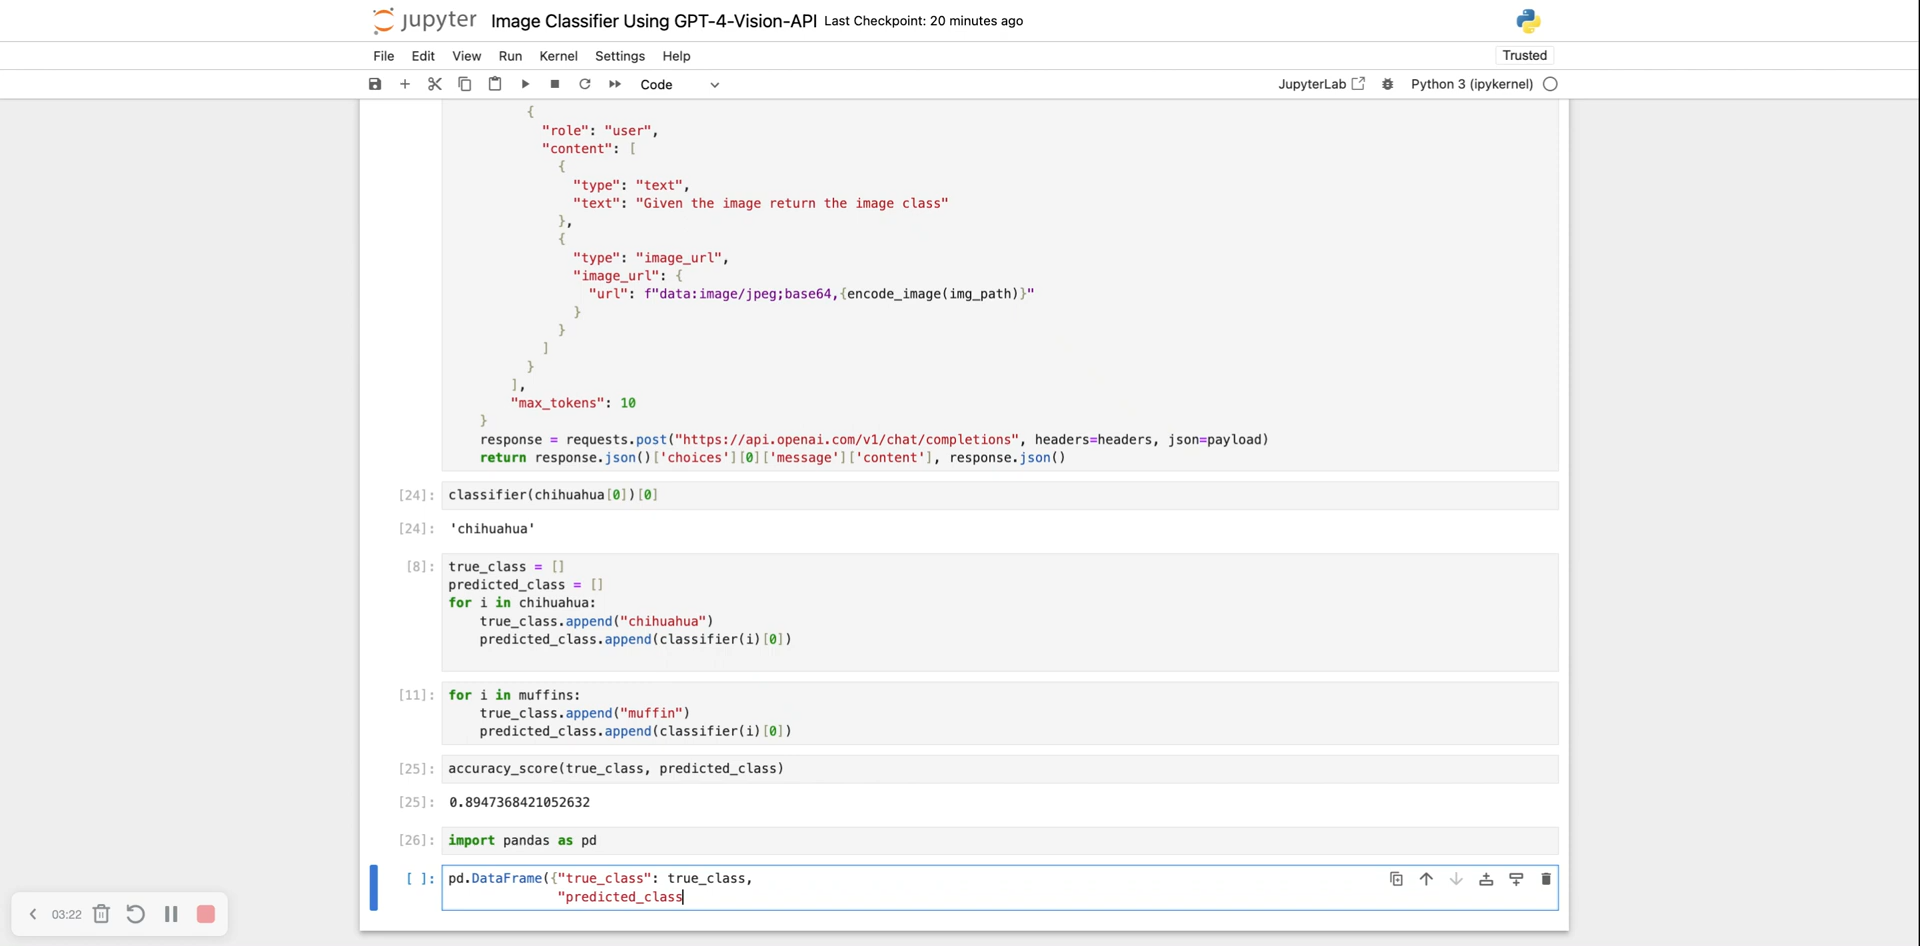 jupyter Image Classifier Using GPT-4-Vision-API Last Checkpoint: 20 minutes ago
File Edit View Run Kernel Settings Help Trusted
Code JupyterLab Python 3 (ipykernel)
{
"role": "user",
"content": [
{
"type": "text",
"text": "Given the image return the image class"
},
{
"type": "image_url",
"image_url": {
"url": f"data:image/jpeg;base64,{encode_image(img_path)}"
}
}
]
}
],
"max_tokens": 10
}
response = requests.post("https://api.openai.com/v1/chat/completions", headers=headers, json=payload)
return response.json()['choices'][0]['message']['content'], response.json()
[24]: classifier(chihuahua[0])[0]
[24]: 'chihuahua'
[8]: true_class = []
predicted_class = []
for i in chihuahua:
true_class.append("chihuahua")
predicted_class.append(classifier(i)[0])
[11]: for i in muffins:
true_class.append("muffin")
predicted_class.append(classifier(i)[0])
[25]: accuracy_score(true_class, predicted_class)
[25]: 0.8947368421052632
[26]: import pandas as pd
[ ]: pd.DataFrame({"true_class": true_class,
"predicted_class
03:22